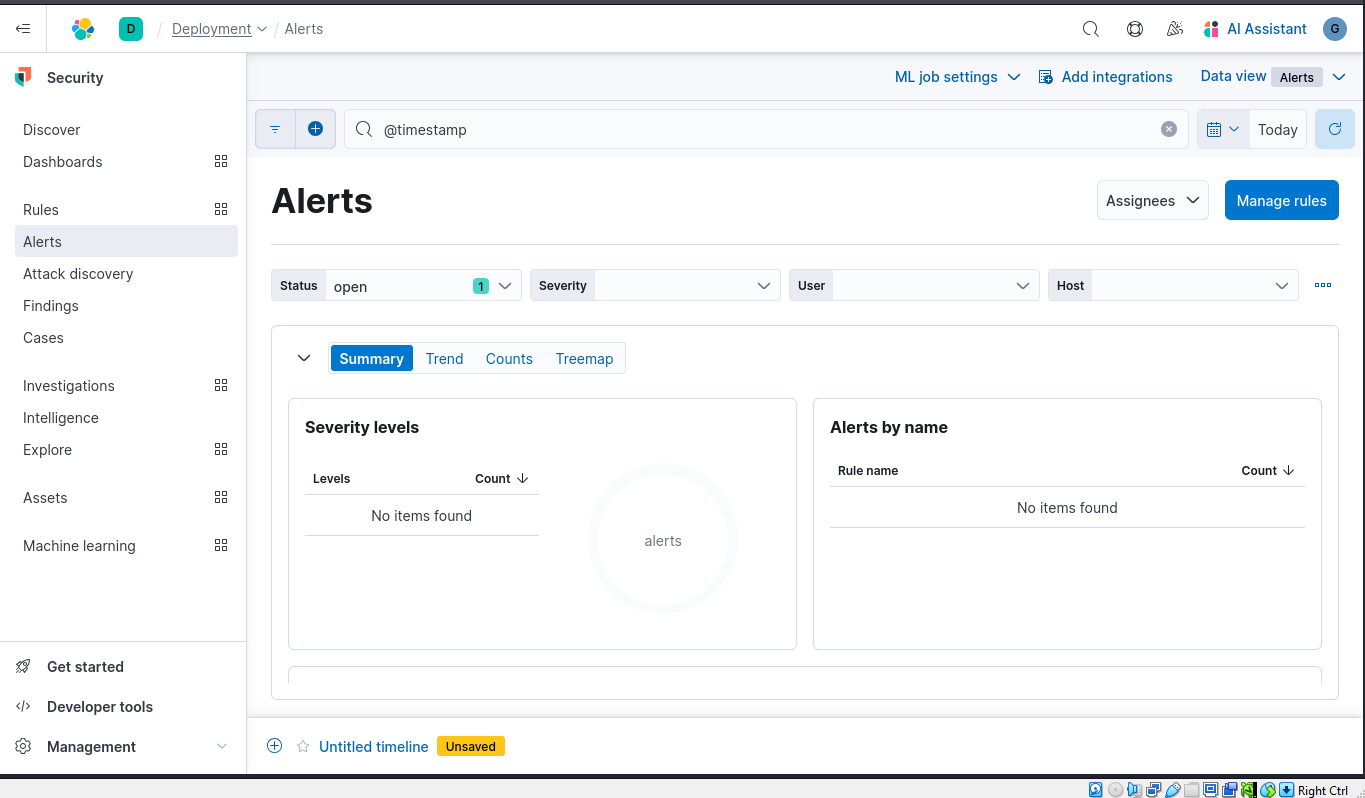 D / Deployment / Alerts AI Assistant G
Security
ML job settings Add integrations Data view Alerts
Discover
Dashboards
Rules
Alerts
Attack discovery
Findings
Cases
Investigations
Intelligence
Explore
Assets
Machine learning
Get started
Developer tools
Management
@timestamp Today
Alerts
Assignees Manage rules
Status open 1 Severity User Host
Summary Trend Counts Treemap
Severity levels
Levels Count
No items found
alerts
Alerts by name
Rule name Count
No items found
Untitled timeline Unsaved
Right Ctrl